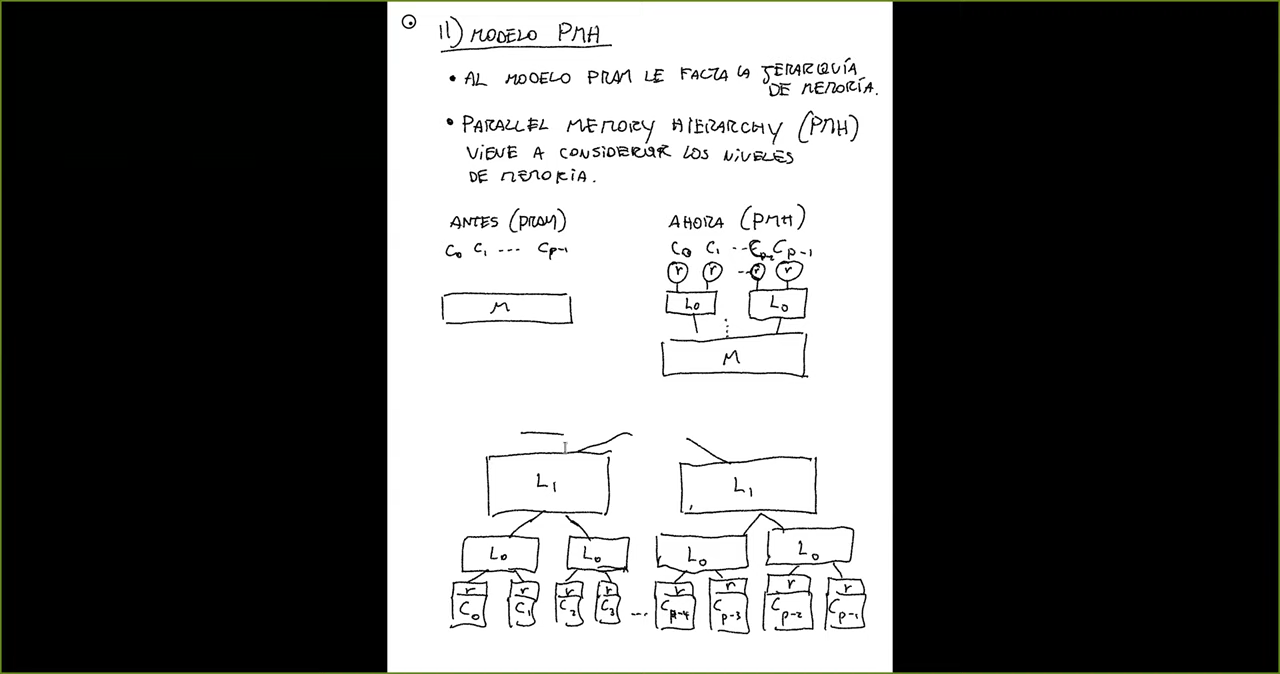 11) MODELO PMH
• AL MODELO PRAM LE FALTA LA JERARQUÍA
DE MEMORÍA.
• PARALLEL MEMORY HIERARCHY (PMH)
VIENE A CONSIDERAR LOS NIVELES
DE MEMORIA.
ANTES (PRAM)
C0 C1 ... Cp-1
M
AHORA (PMH)
C0 C1 ... Cp-2 Cp-1
r r ... r r
L0 L0
M
L1 L1
L0 L0 L0 L0
r r r r r r r r
C0 C1 C2 C3 ... Cp-4 Cp-3 Cp-2 Cp-1